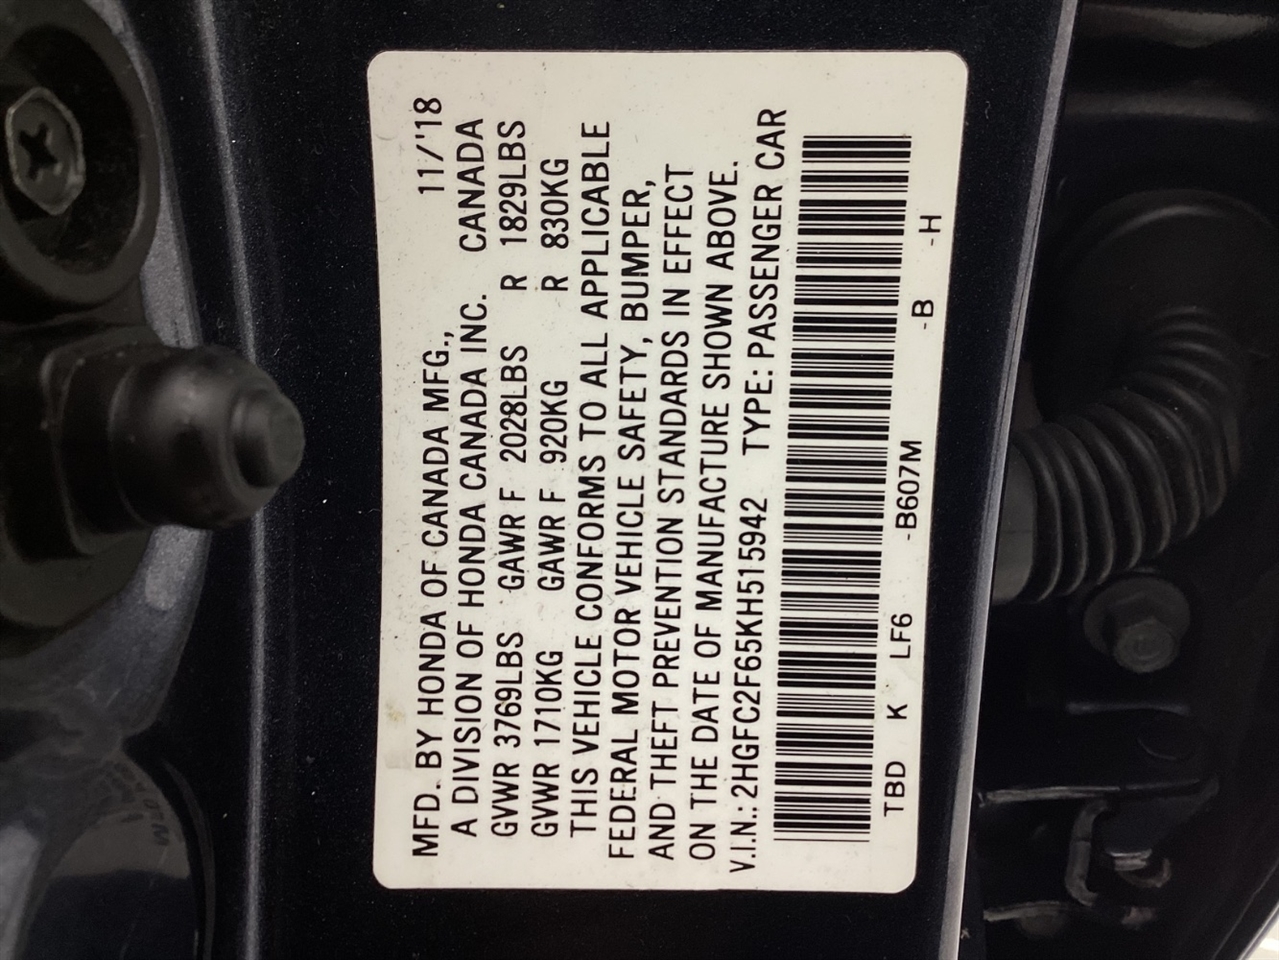 MFD. BY HONDA OF CANADA MFG., 11/'18
A DIVISION OF HONDA CANADA INC. CANADA
GVWR 3769LBS GAWR F 2028LBS R 1829LBS
GVWR 1710KG GAWR F 920KG R 830KG
THIS VEHICLE CONFORMS TO ALL APPLICABLE
FEDERAL MOTOR VEHICLE SAFETY, BUMPER,
AND THEFT PREVENTION STANDARDS IN EFFECT
ON THE DATE OF MANUFACTURE SHOWN ABOVE.
V.I.N.: 2HGFC2F65KH515942 TYPE: PASSENGER CAR
TBD K LF6 -B607M -B -H